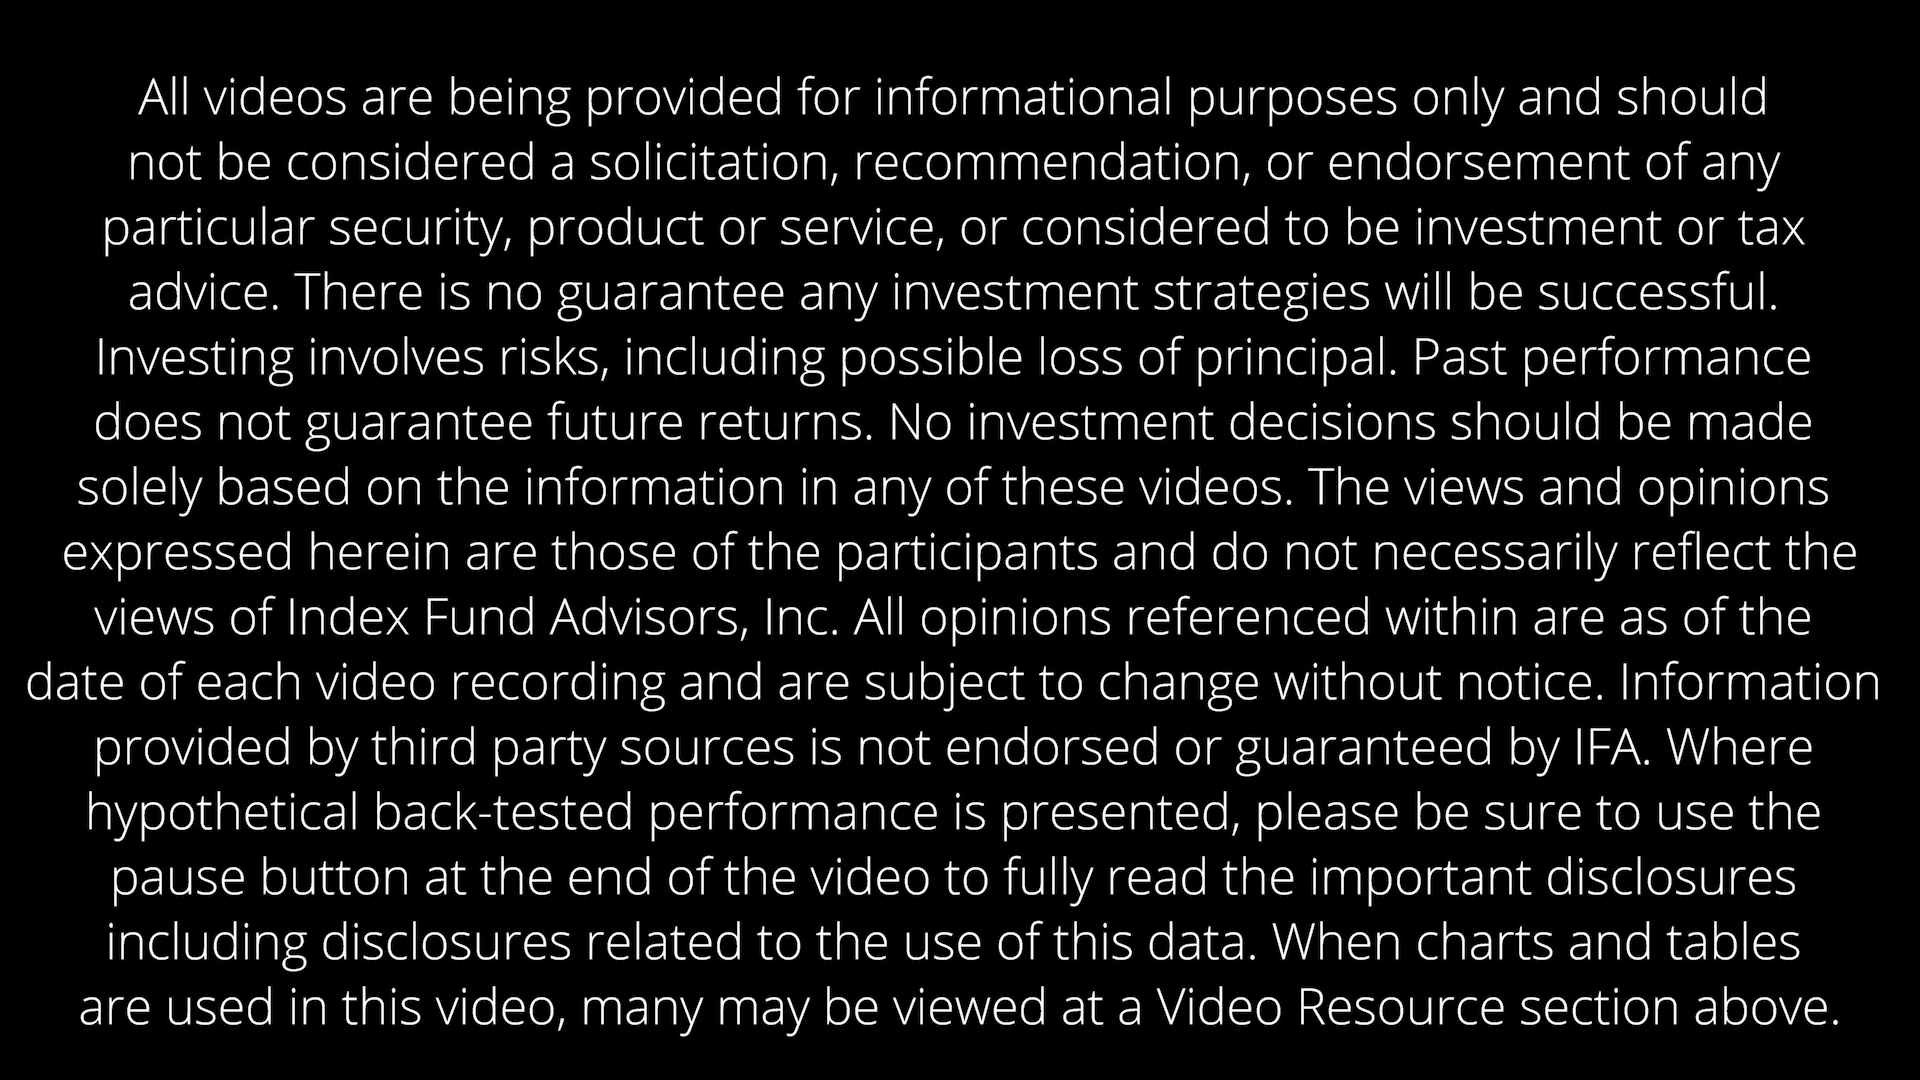 All videos are being provided for informational purposes only and should
not be considered a solicitation, recommendation, or endorsement of any
particular security, product or service, or considered to be investment or tax
advice. There is no guarantee any investment strategies will be successful.
Investing involves risks, including possible loss of principal. Past performance
does not guarantee future returns. No investment decisions should be made
solely based on the information in any of these videos. The views and opinions
expressed herein are those of the participants and do not necessarily reflect the
views of Index Fund Advisors, Inc. All opinions referenced within are as of the
date of each video recording and are subject to change without notice. Information
provided by third party sources is not endorsed or guaranteed by IFA. Where
hypothetical back-tested performance is presented, please be sure to use the
pause button at the end of the video to fully read the important disclosures
including disclosures related to the use of this data. When charts and tables
are used in this video, many may be viewed at a Video Resource section above.